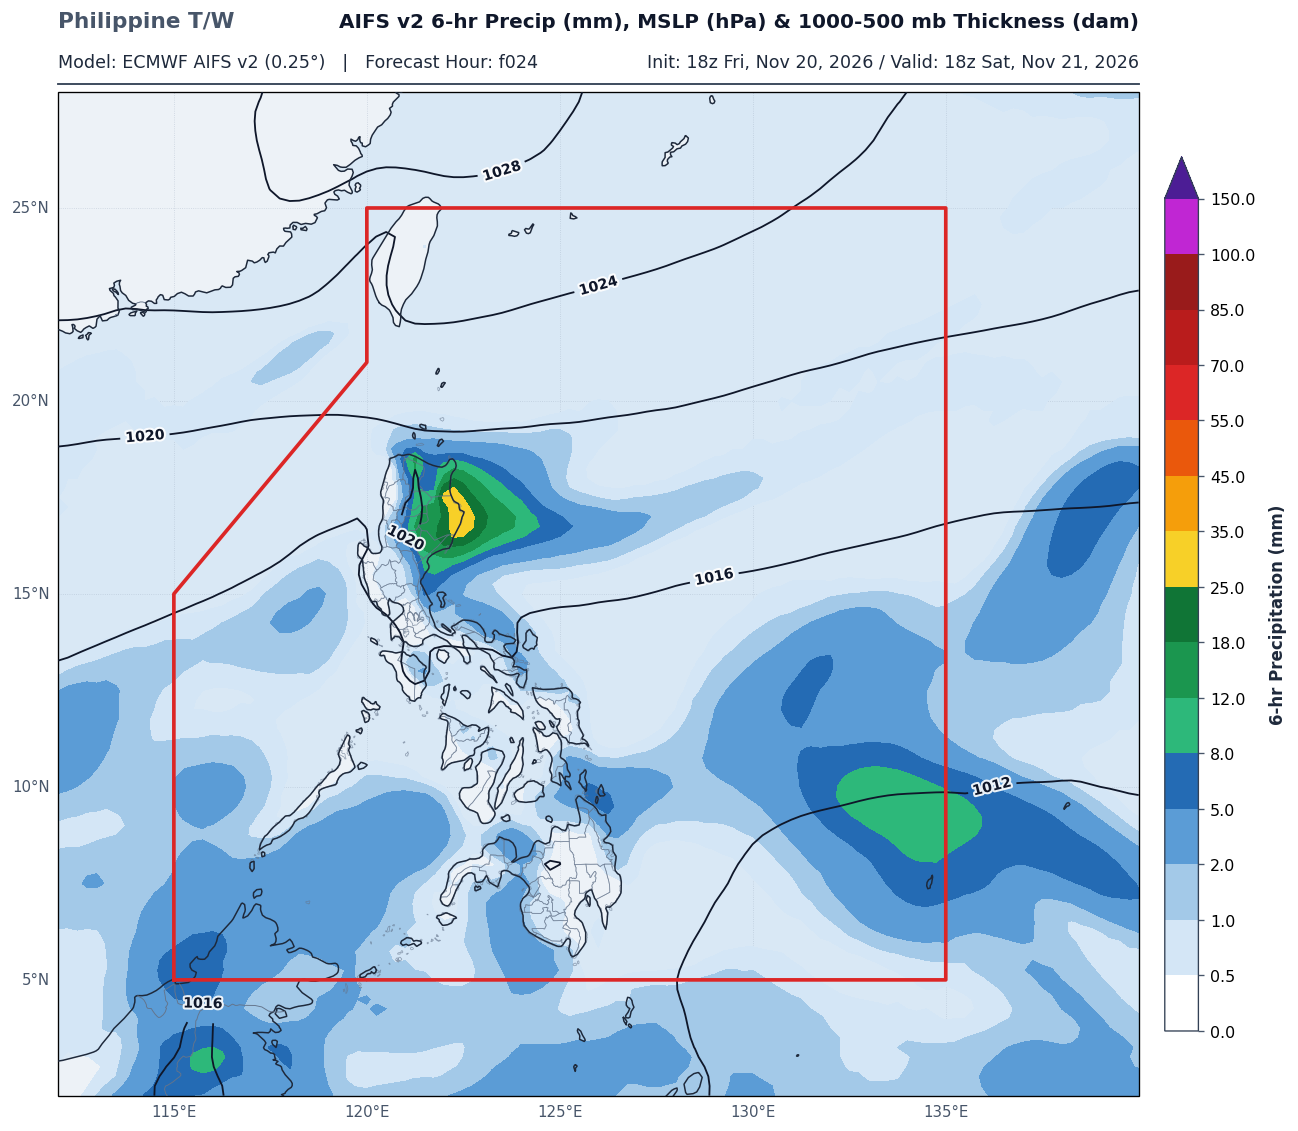 Philippine T/W
AIFS v2 6-hr Precip (mm), MSLP (hPa) & 1000-500 mb Thickness (dam)
Model: ECMWF AIFS v2 (0.25°)   |   Forecast Hour: f024
Init: 18z Fri, Nov 20, 2026 / Valid: 18z Sat, Nov 21, 2026
1028
25°N
1024
20°N
1020
1020
15°N
1016
10°N
1012
5°N
1016
115°E
120°E
125°E
130°E
135°E
150.0
100.0
85.0
70.0
55.0
45.0
35.0
25.0
18.0
12.0
8.0
5.0
2.0
1.0
0.5
0.0
6-hr Precipitation (mm)